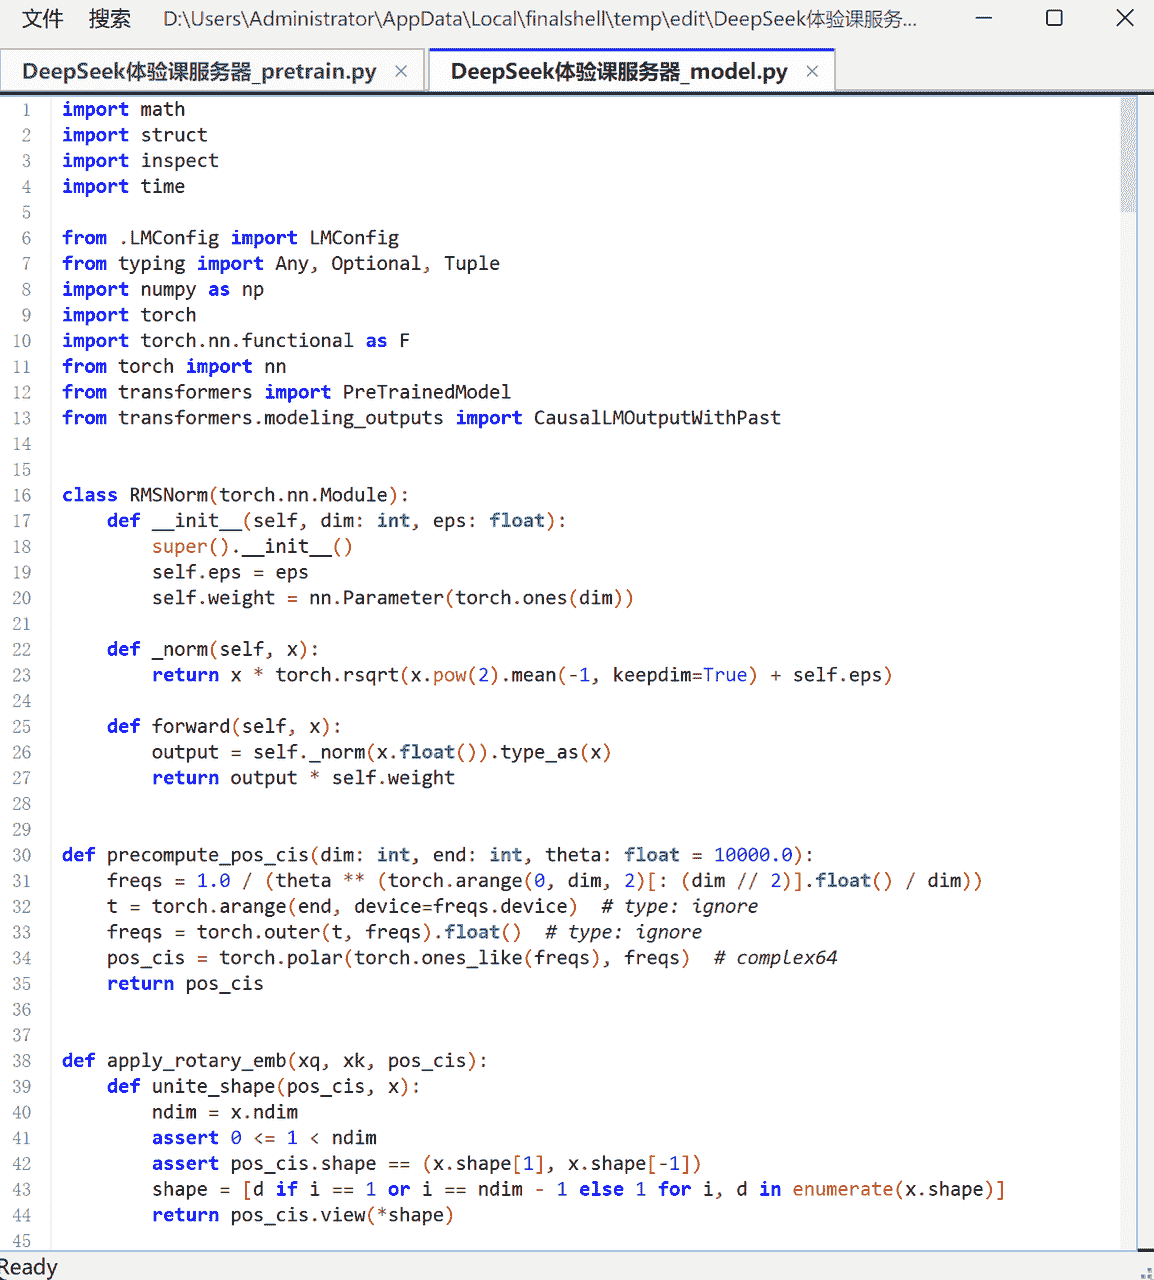 文件 搜索 D:\Users\Administrator\AppData\Local\finalshell\temp\edit\DeepSeek体验课服务...
DeepSeek体验课服务器_pretrain.py × DeepSeek体验课服务器_model.py ×
1 import math
2 import struct
3 import inspect
4 import time
5
6 from .LMConfig import LMConfig
7 from typing import Any, Optional, Tuple
8 import numpy as np
9 import torch
10 import torch.nn.functional as F
11 from torch import nn
12 from transformers import PreTrainedModel
13 from transformers.modeling_outputs import CausalLMOutputWithPast
14
15
16 class RMSNorm(torch.nn.Module):
17     def __init__(self, dim: int, eps: float):
18         super().__init__()
19         self.eps = eps
20         self.weight = nn.Parameter(torch.ones(dim))
21
22     def _norm(self, x):
23         return x * torch.rsqrt(x.pow(2).mean(-1, keepdim=True) + self.eps)
24
25     def forward(self, x):
26         output = self._norm(x.float()).type_as(x)
27         return output * self.weight
28
29
30 def precompute_pos_cis(dim: int, end: int, theta: float = 10000.0):
31     freqs = 1.0 / (theta ** (torch.arange(0, dim, 2)[: (dim // 2)].float() / dim))
32     t = torch.arange(end, device=freqs.device)  # type: ignore
33     freqs = torch.outer(t, freqs).float()  # type: ignore
34     pos_cis = torch.polar(torch.ones_like(freqs), freqs)  # complex64
35     return pos_cis
36
37
38 def apply_rotary_emb(xq, xk, pos_cis):
39     def unite_shape(pos_cis, x):
40         ndim = x.ndim
41         assert 0 <= 1 < ndim
42         assert pos_cis.shape == (x.shape[1], x.shape[-1])
43         shape = [d if i == 1 or i == ndim - 1 else 1 for i, d in enumerate(x.shape)]
44         return pos_cis.view(*shape)
45
Ready